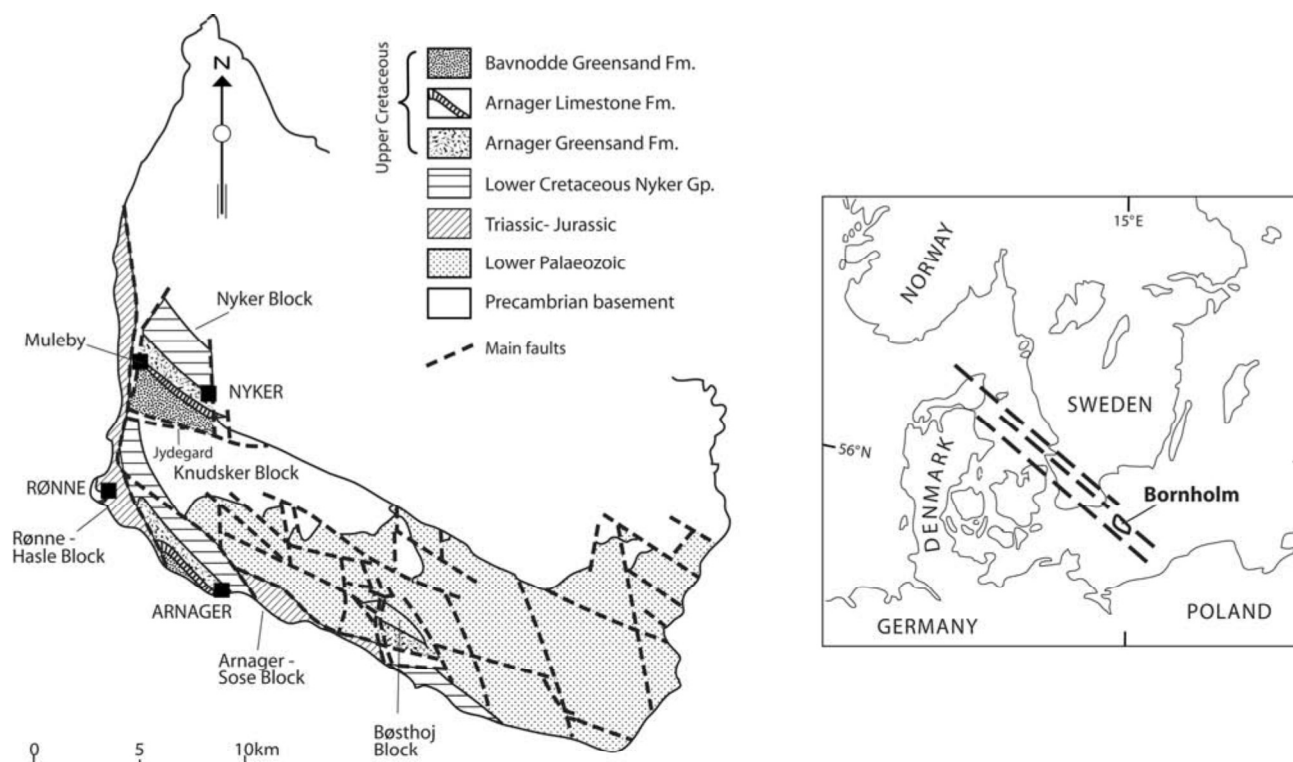 N
Upper Cretaceous
Bavnodde Greensand Fm.
Arnager Limestone Fm.
Arnager Greensand Fm.
Lower Cretaceous Nyker Gp.
Triassic- Jurassic
Lower Palaeozoic
Precambrian basement
Main faults
Nyker Block
Muleby
NYKER
Jydegard
Knudsker Block
RØNNE
Rønne -
Hasle Block
ARNAGER
Arnager -
Sose Block
Bøsthoj
Block
0 5 10km
15°E
NORWAY
SWEDEN
56°N
DENMARK
Bornholm
GERMANY
POLAND